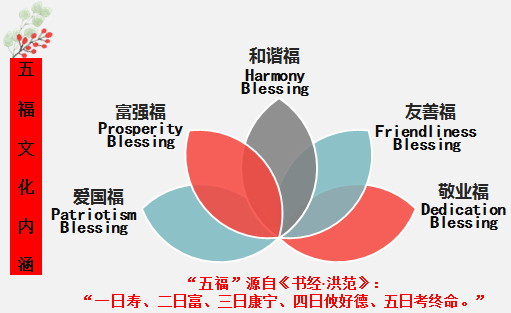 五福文化内涵
和谐福
Harmony
Blessing
富强福
Prosperity
Blessing
友善福
Friendliness
Blessing
爱国福
Patriotism
Blessing
敬业福
Dedication
Blessing
“五福”源自《书经·洪范》：
“一曰寿、二曰富、三曰康宁、四曰攸好德、五曰考终命。”